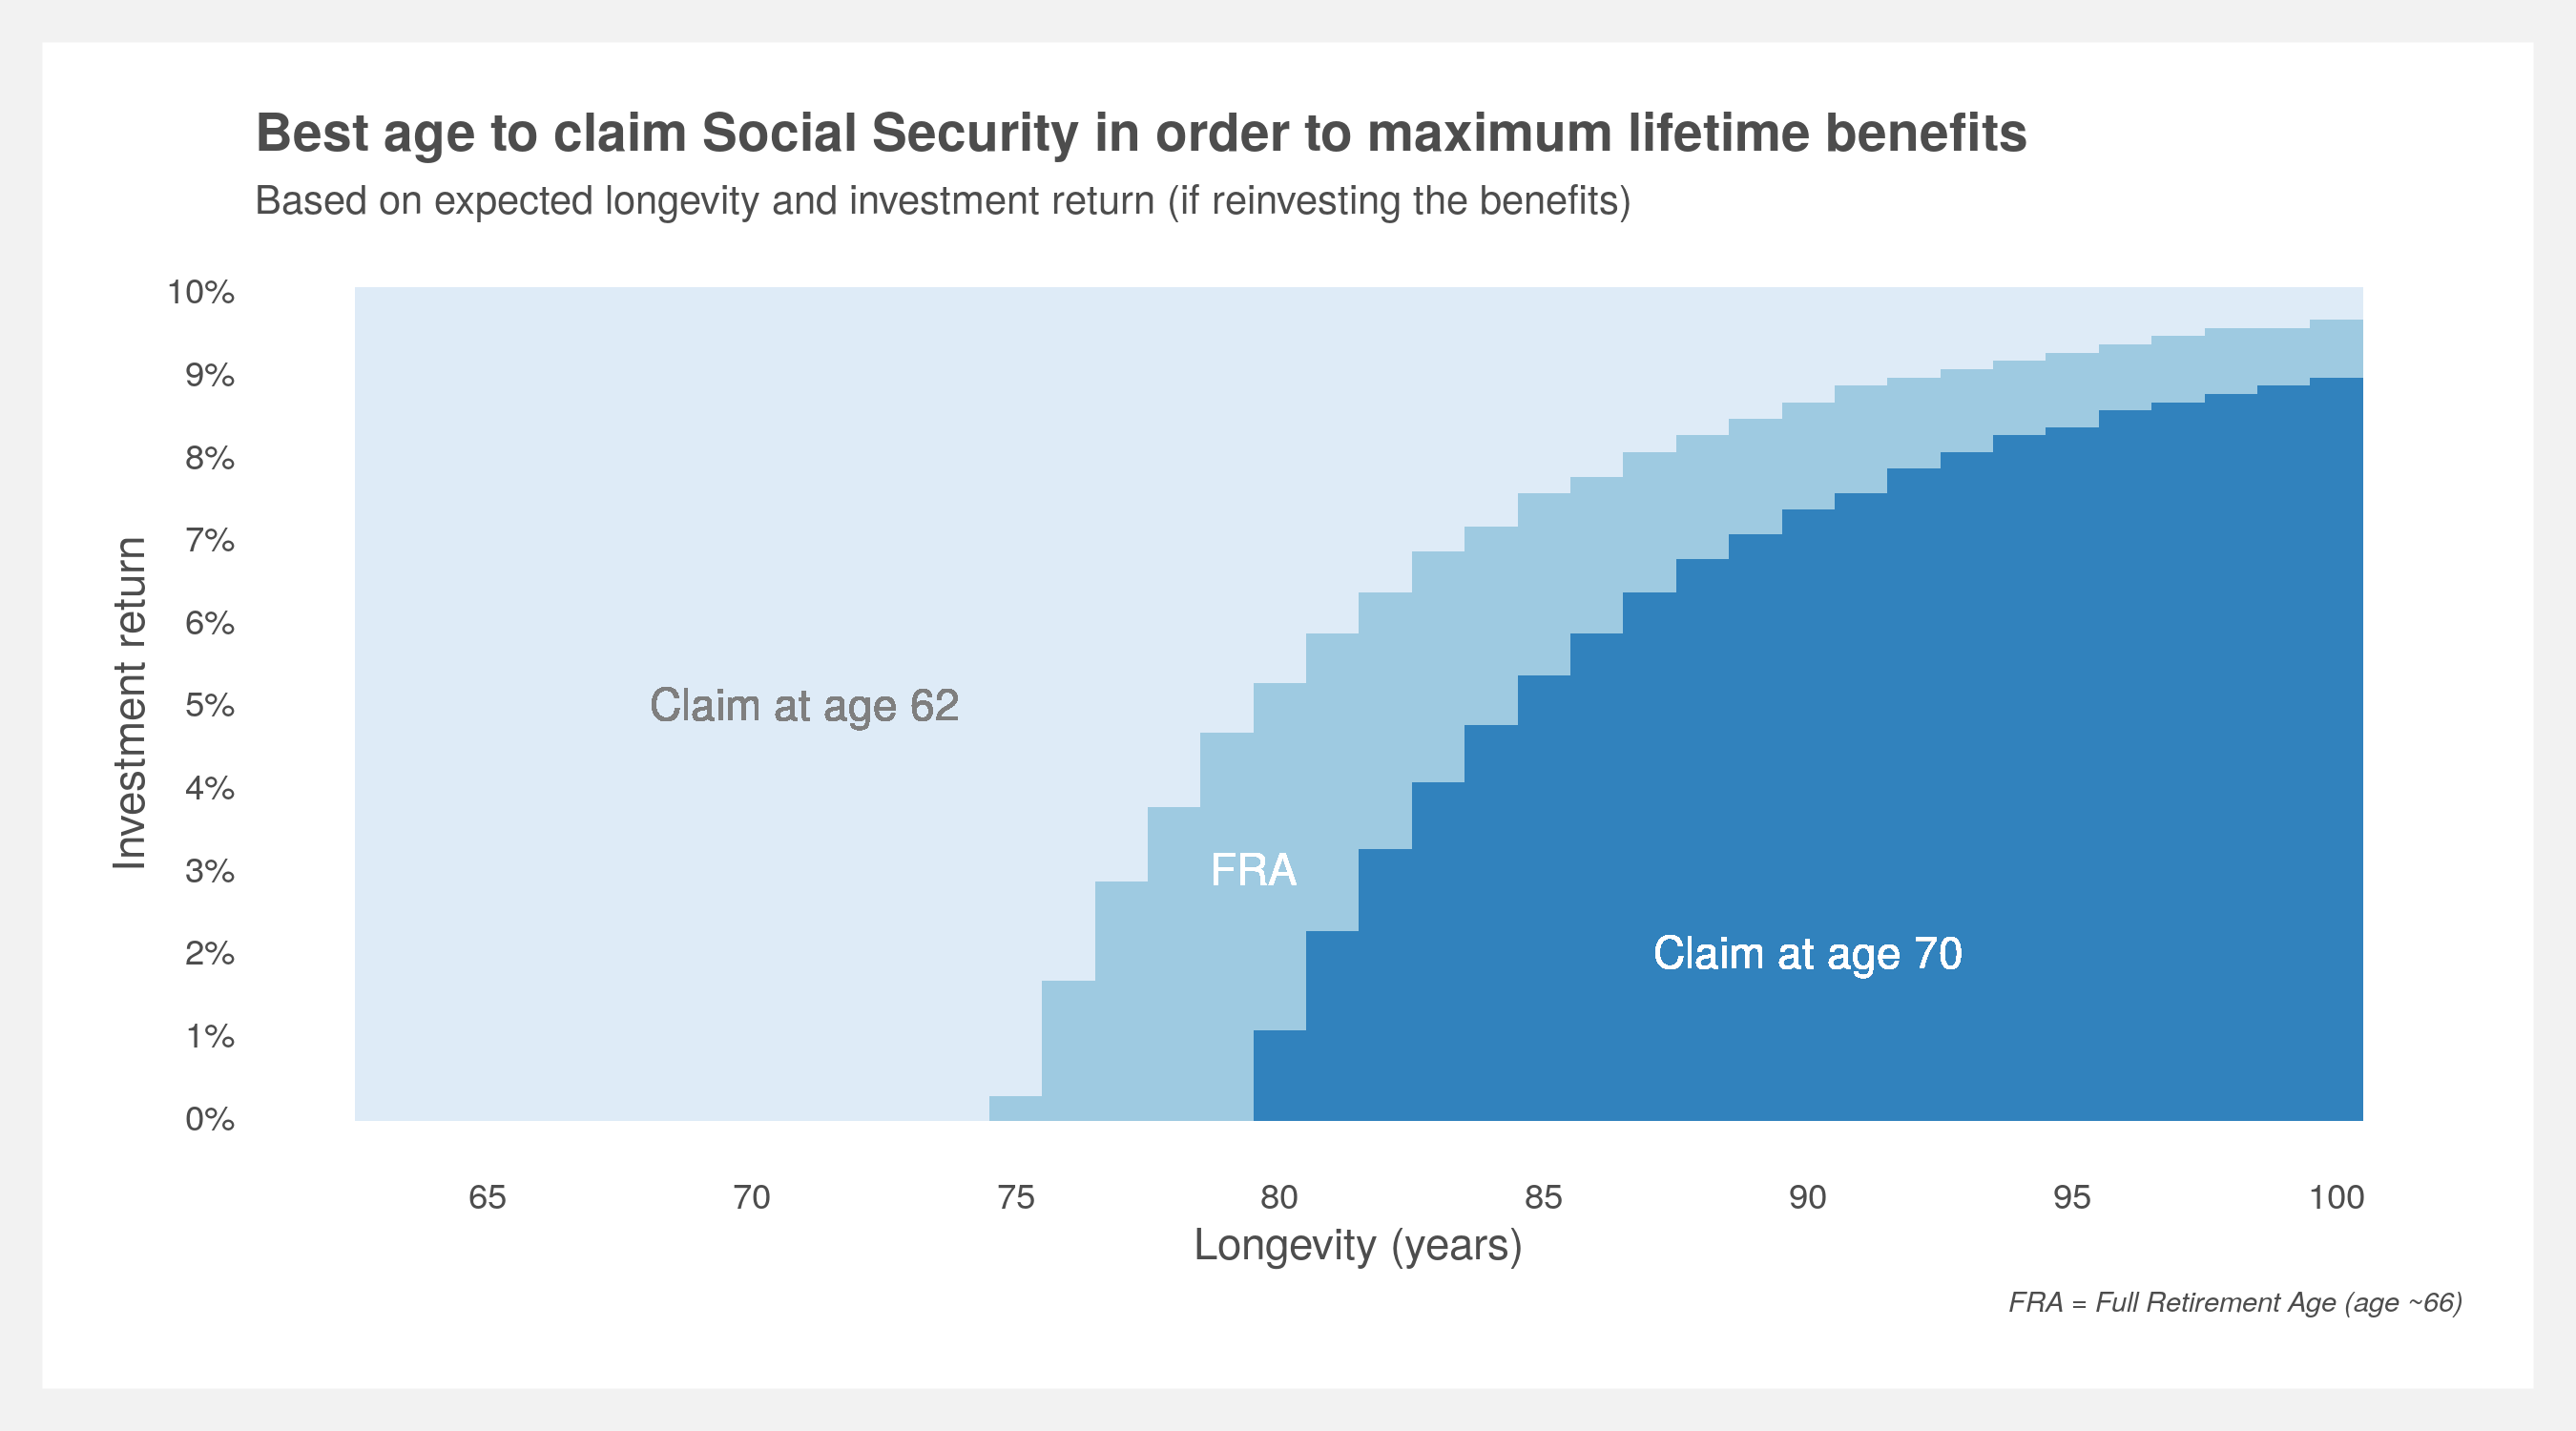 Best age to claim Social Security in order to maximum lifetime benefits
Based on expected longevity and investment return (if reinvesting the benefits)
10%
9%
8%
7%
6%
5%
4%
3%
2%
1%
0%
Investment return
Claim at age 62
FRA
Claim at age 70
65 70 75 80 85 90 95 100
Longevity (years)
FRA = Full Retirement Age (age ~66)